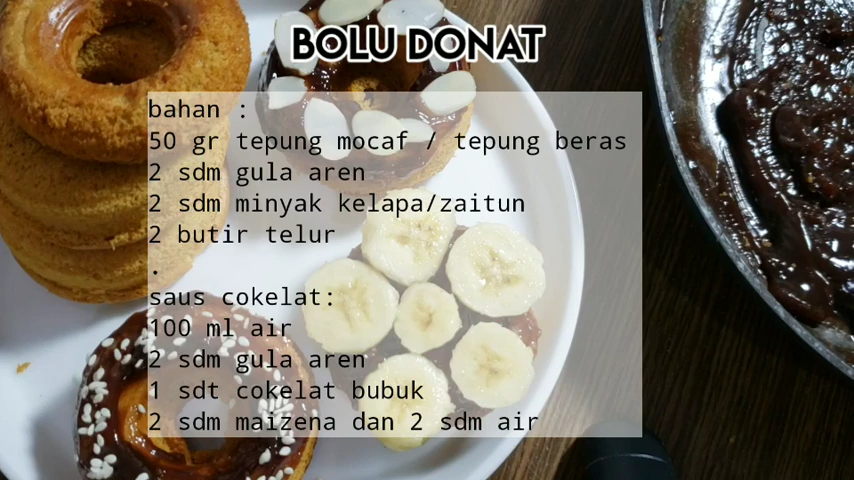 BOLU DONAT
bahan :
50 gr tepung mocaf / tepung beras
2 sdm gula aren
2 sdm minyak kelapa/zaitun
2 butir telur
.
saus cokelat:
100 ml air
2 sdm gula aren
1 sdt cokelat bubuk
2 sdm maizena dan 2 sdm air